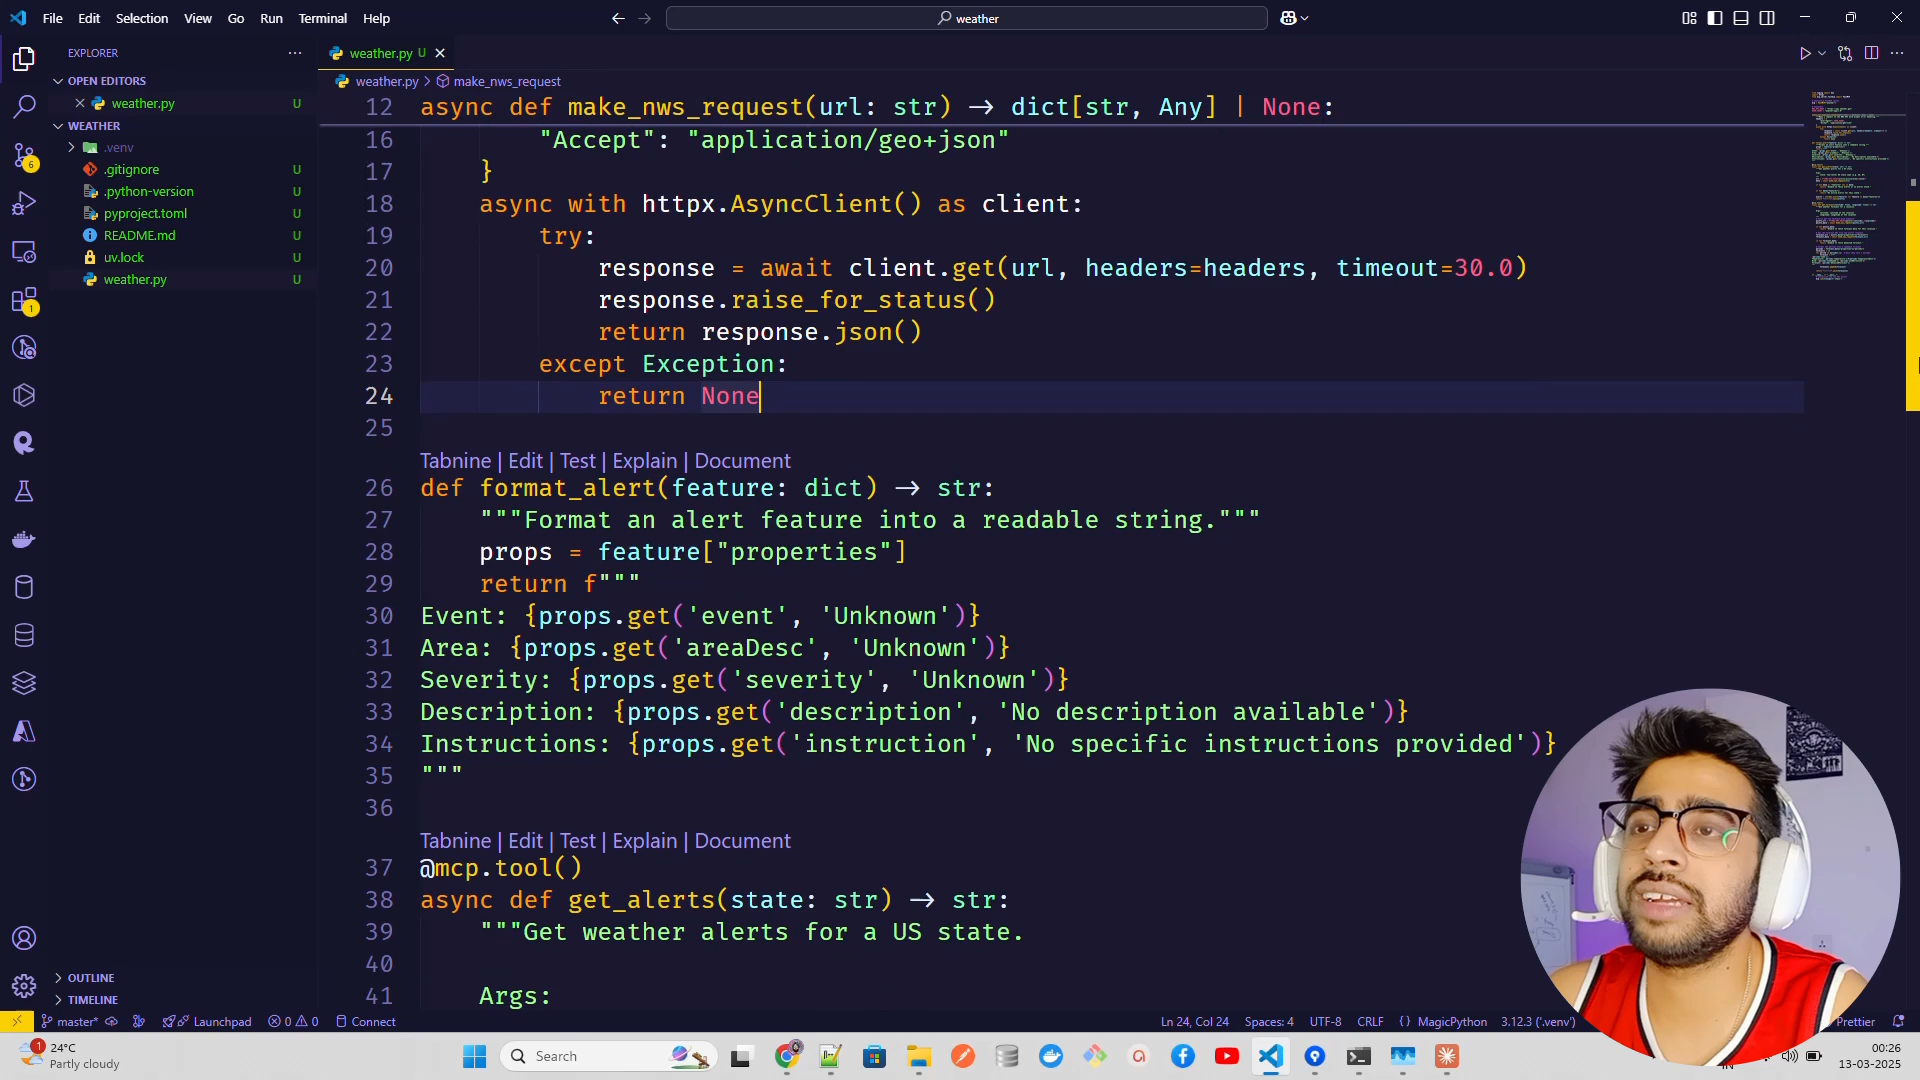 File Edit Selection View Go Run Terminal Help
weather
EXPLORER
OPEN EDITORS
weather.py U
WEATHER
.venv
.gitignore U
.python-version U
pyproject.toml U
README.md U
uv.lock U
weather.py U
OUTLINE
TIMELINE
6
1
weather.py U
weather.py > make_nws_request
12 async def make_nws_request(url: str) -> dict[str, Any] | None:
16 "Accept": "application/geo+json"
17 }
18 async with httpx.AsyncClient() as client:
19 try:
20 response = await client.get(url, headers=headers, timeout=30.0)
21 response.raise_for_status()
22 return response.json()
23 except Exception:
24 return None
25
Tabnine | Edit | Test | Explain | Document
26 def format_alert(feature: dict) -> str:
27 """Format an alert feature into a readable string."""
28 props = feature["properties"]
29 return f"""
30 Event: {props.get('event', 'Unknown')}
31 Area: {props.get('areaDesc', 'Unknown')}
32 Severity: {props.get('severity', 'Unknown')}
33 Description: {props.get('description', 'No description available')}
34 Instructions: {props.get('instruction', 'No specific instructions provided')}
35 """
36
Tabnine | Edit | Test | Explain | Document
37 @mcp.tool()
38 async def get_alerts(state: str) -> str:
39 """Get weather alerts for a US state.
40
41 Args:
master* Launchpad 0 0 Connect Ln 24, Col 24 Spaces: 4 UTF-8 CRLF { } MagicPython 3.12.3 ('.venv') Prettier
1 24°C
Partly cloudy
Search
00:26
13-03-2025